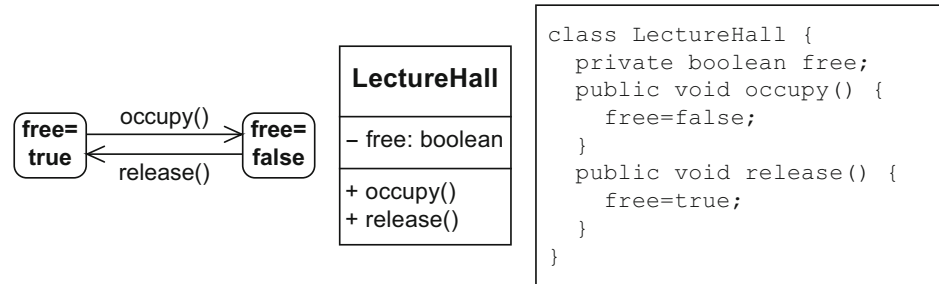 free=
true
occupy()
release()
free=
false
LectureHall
– free: boolean
+ occupy()
+ release()
class LectureHall {
  private boolean free;
  public void occupy() {
    free=false;
  }
  public void release() {
    free=true;
  }
}